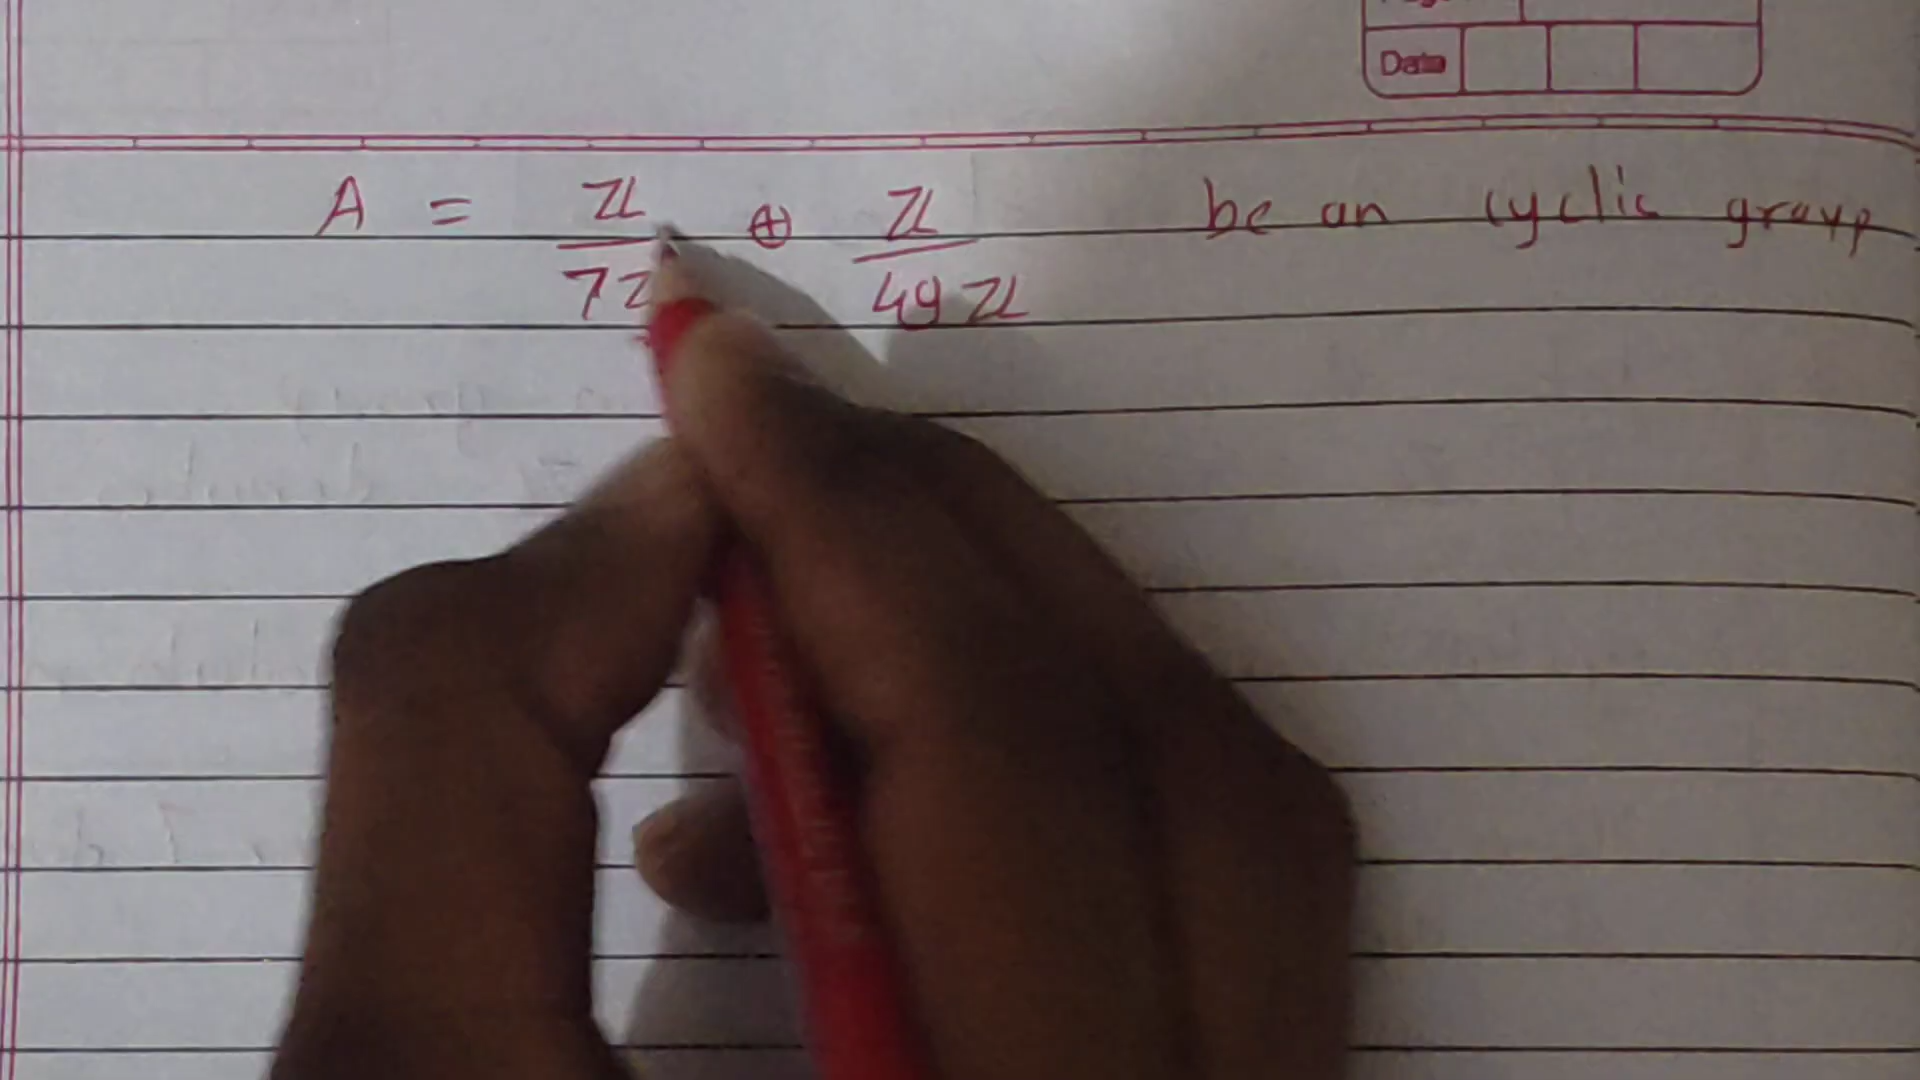 Date
A = ℤ/7ℤ ⊕ ℤ/49ℤ be an cyclic group